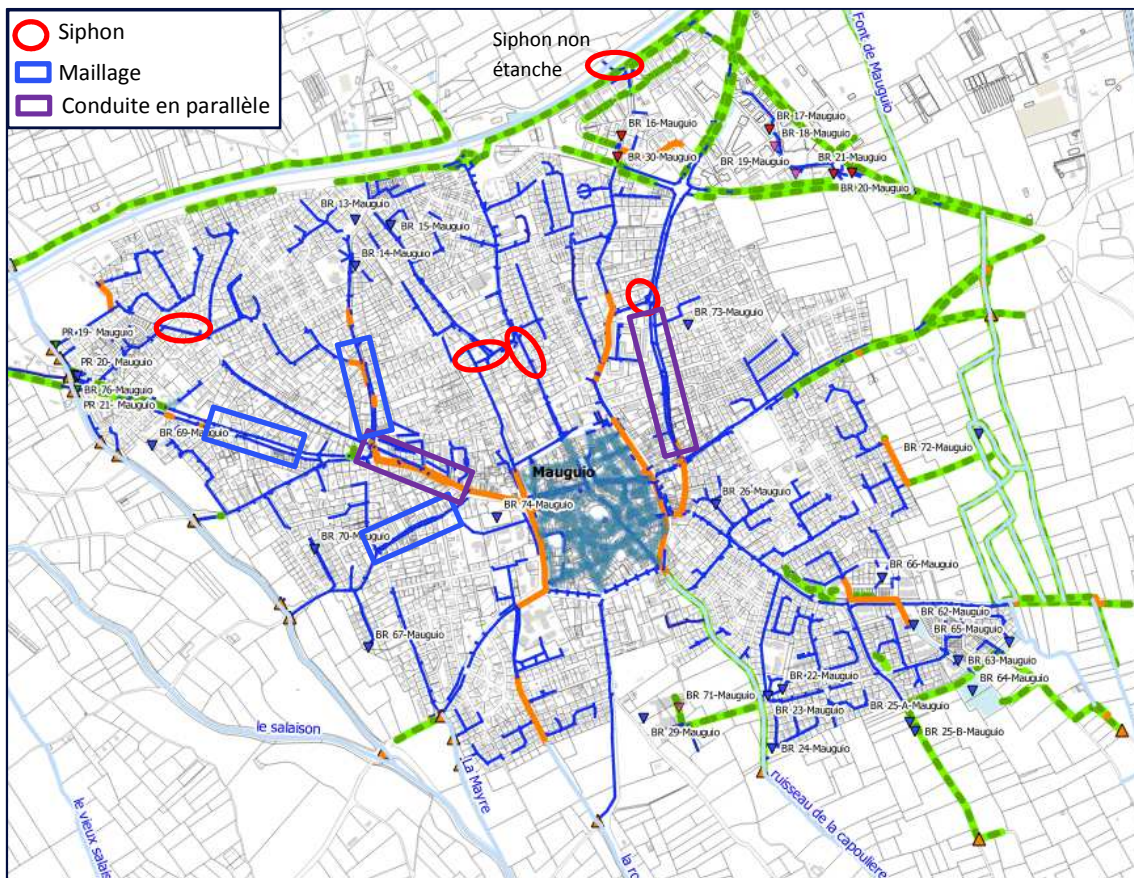 Siphon
Maillage
Conduite en parallèle
Siphon non
étanche
Font de Mauguio
BR 17-Mauguio
BR 16-Mauguio
BR 18-Mauguio
BR 30-Mauguio
BR 19-Mauguio
BR 21-Mauguio
BR 20-Mauguio
BR 13-Mauguio
BR 15-Mauguio
BR 14-Mauguio
BR 73-Mauguio
PR 19- Mauguio
PR 20- Mauguio
BR 76-Mauguio
PR 21- Mauguio
BR 69-Mauguio
BR 72-Mauguio
Mauguio
BR 26-Mauguio
BR 74-Mauguio
BR 70-Mauguio
BR 66-Mauguio
BR 62-Mauguio
BR 65-Mauguio
BR 67-Mauguio
BR 63-Mauguio
BR 64-Mauguio
BR 22-Mauguio
BR 71-Mauguio
BR 23-Mauguio
BR 25-A-Mauguio
BR 29-Mauguio
BR 25-B-Mauguio
BR 24-Mauguio
le salaison
La Mayre
ruisseau de la capouliere
le vieux salais
la ro